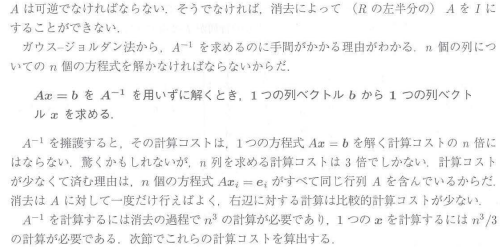 A は可逆でなければならない. そうでなければ, 消去によって (R の左半分の) A を I に
することができない.
ガウス–ジョルダン法から, A⁻¹ を求めるのに手間がかかる理由がわかる. n 個の列につ
いての n 個の方程式を解かなければならないからだ.
Ax = b を A⁻¹ を用いずに解くとき, 1つの列ベクトル b から 1 つの列ベクト
ル x を求める.
A⁻¹ を擁護すると, その計算コストは, 1つの方程式 Ax = b を解く計算コストの n 倍に
はならない. 驚くかもしれないが, n 列を求める計算コストは 3 倍でしかない. 計算コスト
が少なくて済む理由は, n 個の方程式 Axᵢ = eᵢ がすべて同じ行列 A を含んでいるからだ.
消去は A に対して一度だけ行えばよく, 右辺に対する計算は比較的計算コストが少ない.
A⁻¹ を計算するには消去の過程で n³ の計算が必要であり, 1つの x を計算するには n³/3
の計算が必要である. 次節でこれらの計算コストを算出する.